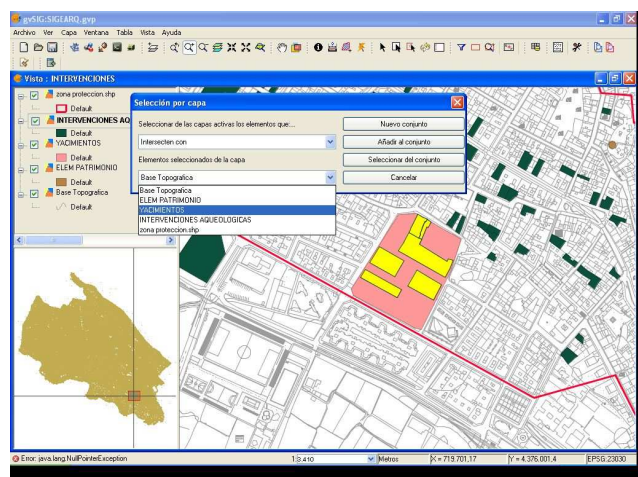 gvSIG:SIGEARQ.gvp
Archivo Ver Capa Ventana Tabla Vista Ayuda
Vista : INTERVENCIONES
zona proteccion.shp
Default
INTERVENCIONES AQ
Default
YACIMIENTOS
Default
ELEM PATRIMONIO
Default
Base Topografica
Default
Selección por capa
Seleccionar de las capas activas los elementos que:...
Nuevo conjunto
Intersecten con
Añadir al conjunto
Elementos seleccionados de la capa
Seleccionar del conjunto
Base Topografica
Cancelar
Base Topografica
ELEM PATRIMONIO
YACIMIENTOS
INTERVENCIONES AQUEOLOGICAS
zona proteccion.shp
Error: java.lang.NullPointerException
1:3.410
Metros
X = 719.701,17
Y = 4.376.001,4
EPSG:23030